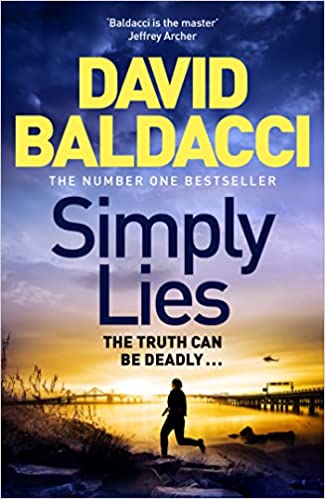 ‘Baldacci is the master’
Jeffrey Archer
DAVID
BALDACCI
THE NUMBER ONE BESTSELLER
Simply
Lies
THE TRUTH CAN
BE DEADLY...